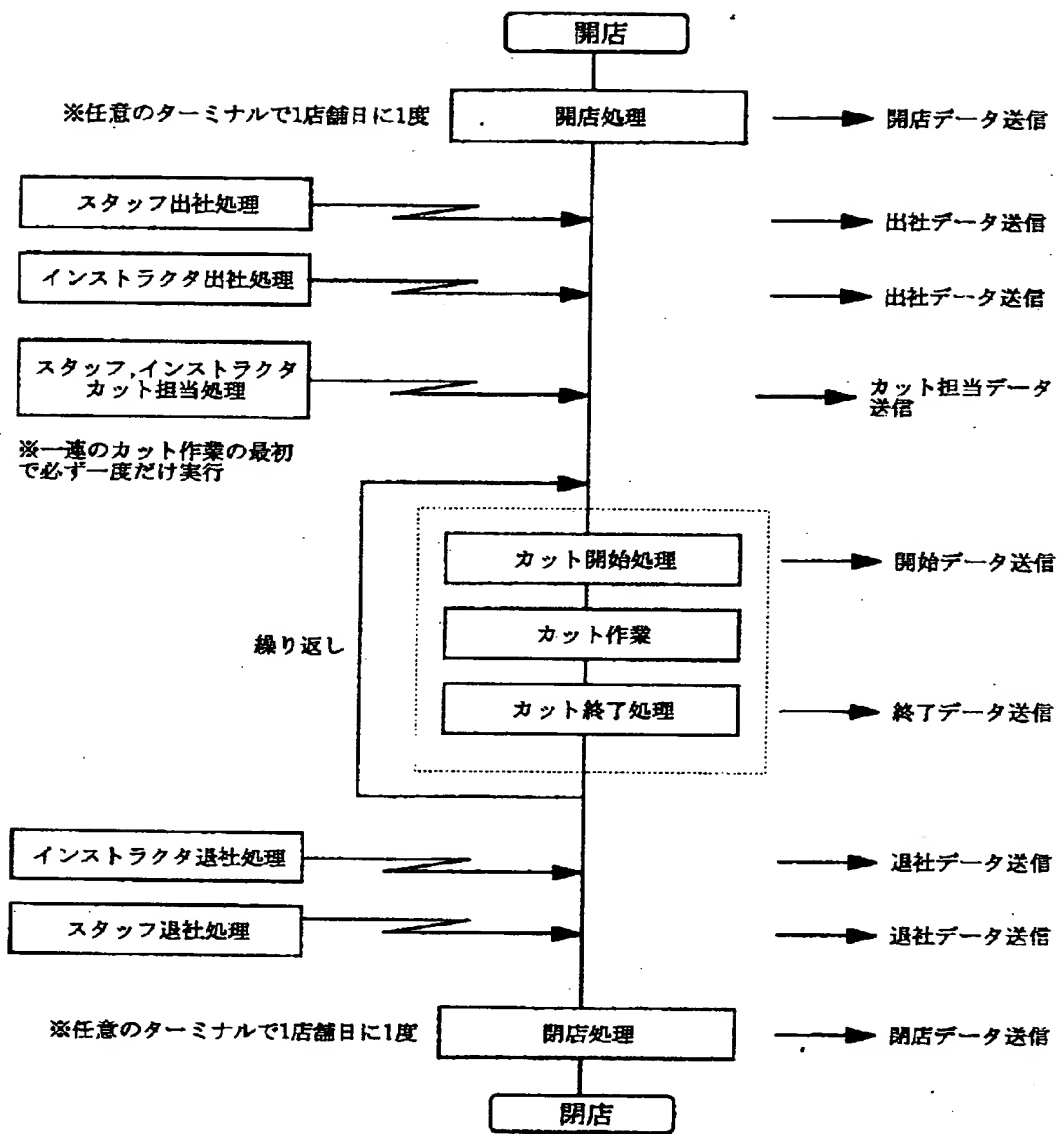 開店
※任意のターミナルで1店舗日に1度
開店処理
開店データ送信
スタッフ出社処理
出社データ送信
インストラクタ出社処理
出社データ送信
スタッフ,インストラクタ
カット担当処理
カット担当データ
送信
※一連のカット作業の最初
で必ず一度だけ実行
カット開始処理
開始データ送信
カット作業
繰り返し
カット終了処理
終了データ送信
インストラクタ退社処理
退社データ送信
スタッフ退社処理
退社データ送信
※任意のターミナルで1店舗日に1度
閉店処理
閉店データ送信
閉店